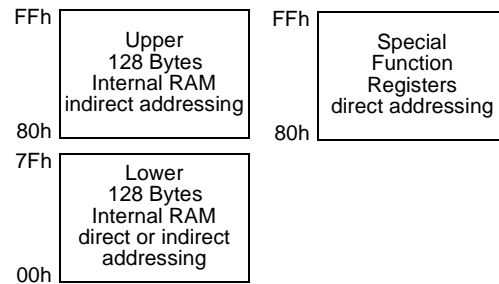 FFh
Upper
128 Bytes
Internal RAM
indirect addressing
80h
FFh
Special
Function
Registers
direct addressing
80h
7Fh
Lower
128 Bytes
Internal RAM
direct or indirect
addressing
00h